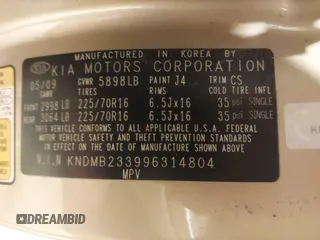 MANUFACTURED IN KOREA BY
KIA KIA MOTORS CORPORATION
05/09 GVWR 5898LB PAINT J4 TRIM CS
GAWR TIRES RIMS COLD TIRE INFL (35)
FRONT 2998 LB 225/70R16 6.5Jx16 35 psi SINGLE
REAR 3064 LB 225/70R16 6.5Jx16 35 psi SINGLE
THIS VEHICLE CONFORMS TO ALL APPLICABLE FEDERAL
MOTOR VEHICLE SAFETY STANDARDS IN EFFECT ON THE
DATE OF MANUFACTURE SHOWN ABOVE
V.I.N KNDMB233996314804
MPV
DREAMBID